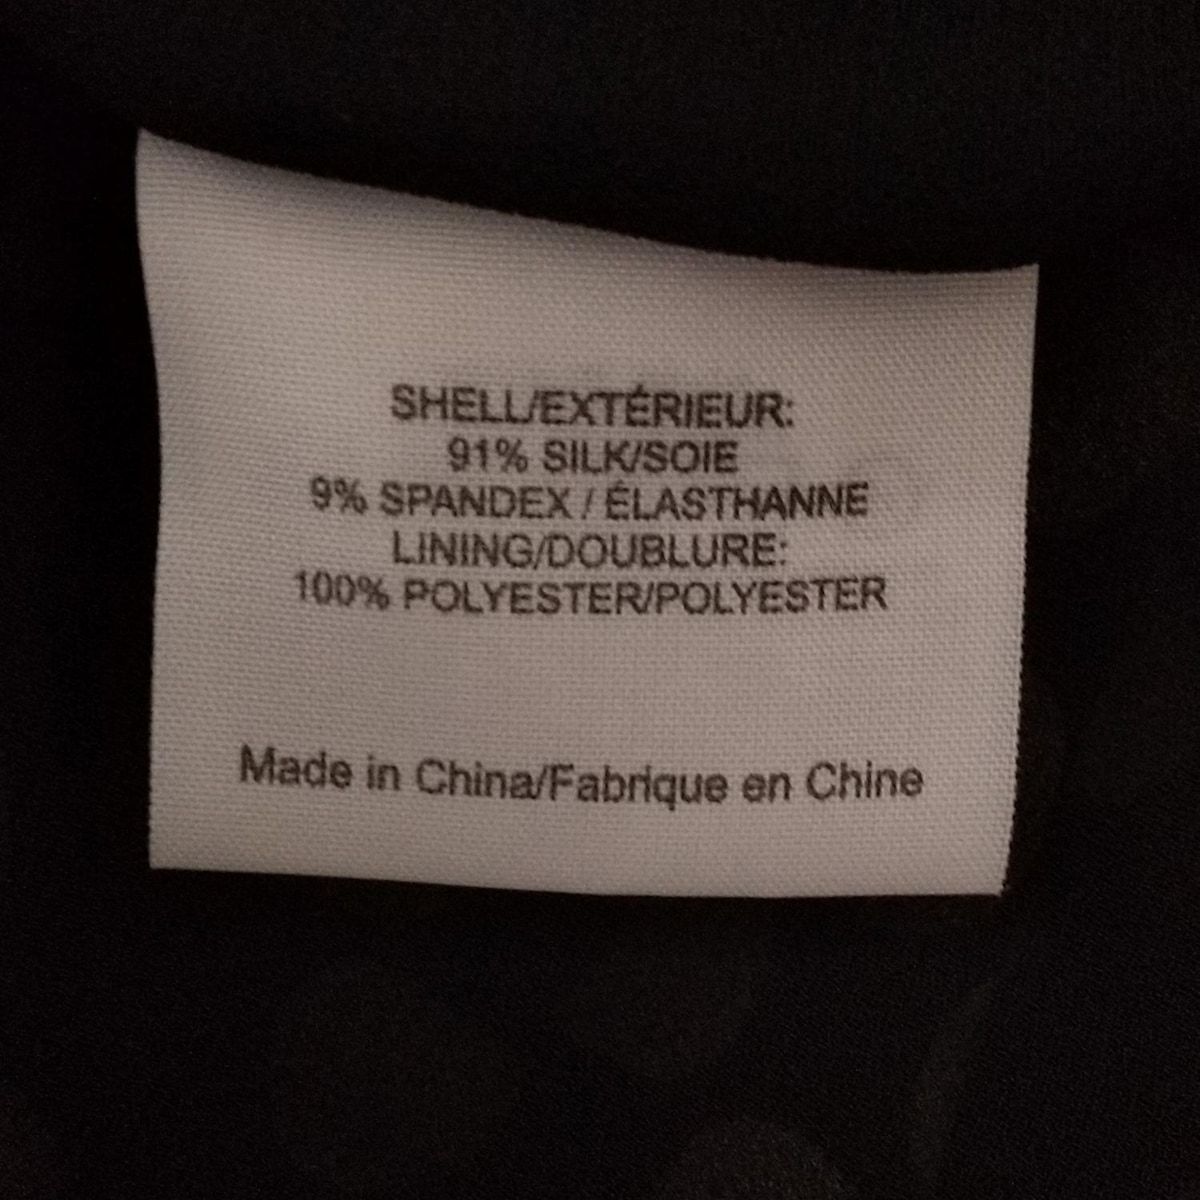 SHELL/EXTÉRIEUR:
91% SILK/SOIE
9% SPANDEX / ÉLASTHANNE
LINING/DOUBLURE:
100% POLYESTER/POLYESTER
Made in China/Fabrique en Chine